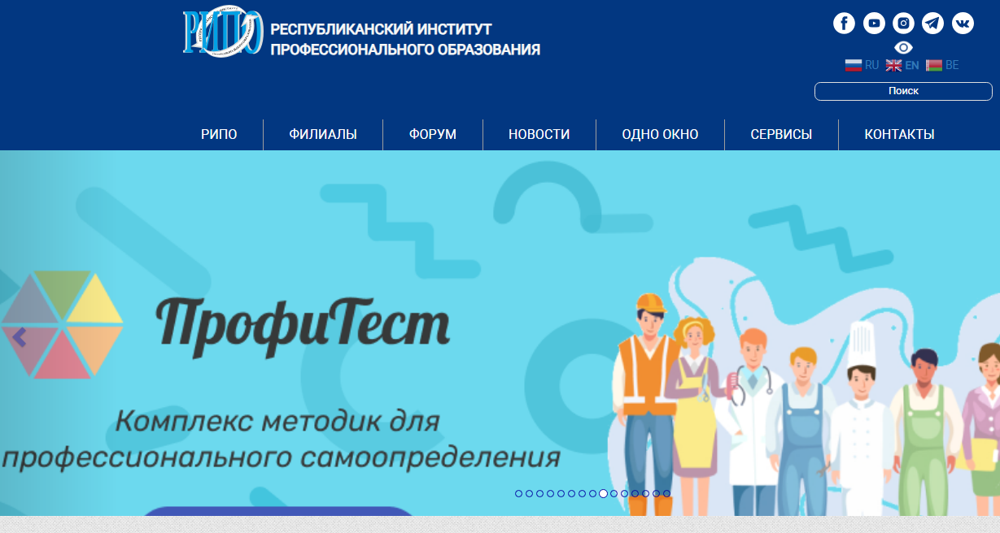 РИПО
РЕСПУБЛИКАНСКИЙ ИНСТИТУТ
ПРОФЕССИОНАЛЬНОГО ОБРАЗОВАНИЯ
RU EN BE
Поиск
РИПО ФИЛИАЛЫ ФОРУМ НОВОСТИ ОДНО ОКНО СЕРВИСЫ КОНТАКТЫ
ПрофиТест
Комплекс методик для
профессионального самоопределения